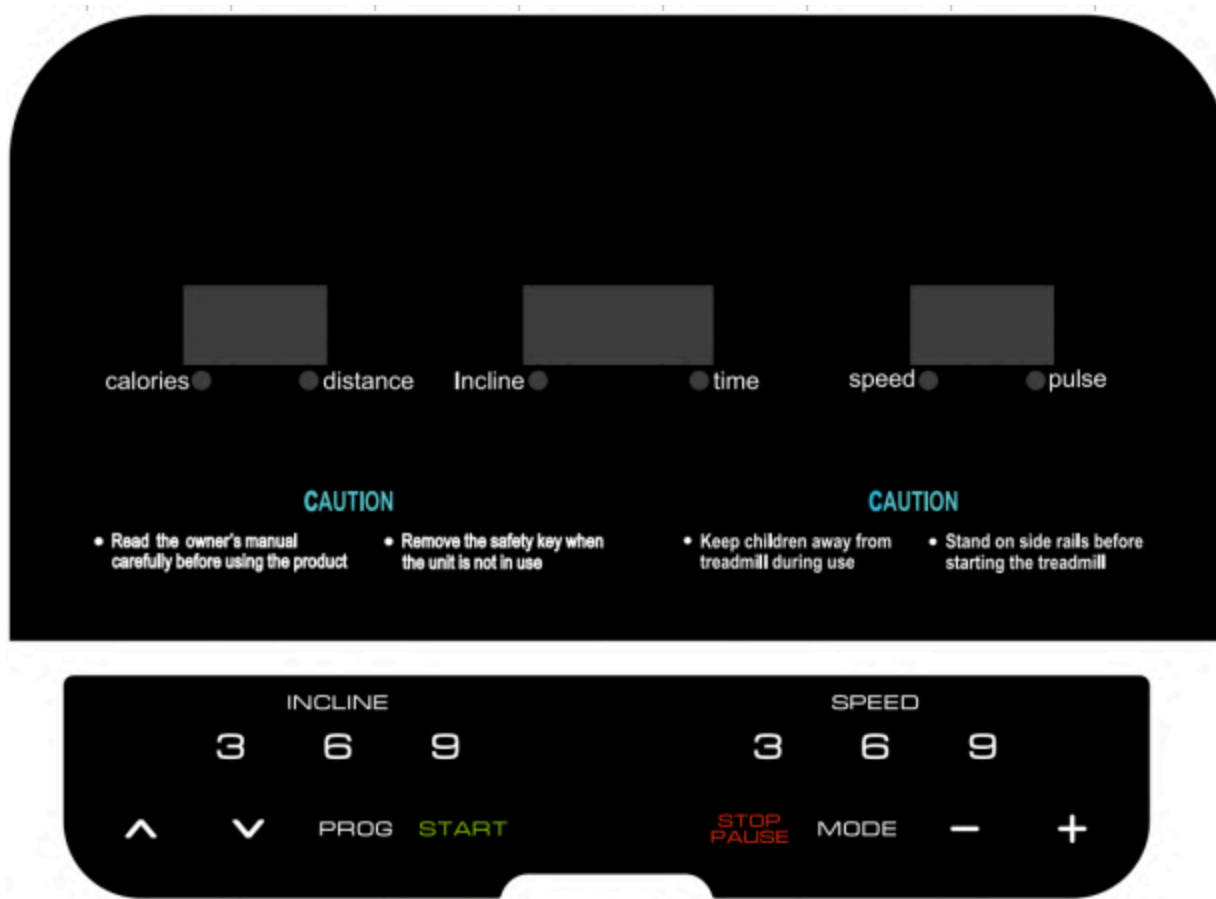 calories distance Incline time speed pulse
CAUTION CAUTION
• Read the owner's manual
carefully before using the product
• Remove the safety key when
the unit is not in use
• Keep children away from
treadmill during use
• Stand on side rails before
starting the treadmill
INCLINE SPEED
3 6 9 3 6 9
PROG START STOP
PAUSE MODE − +